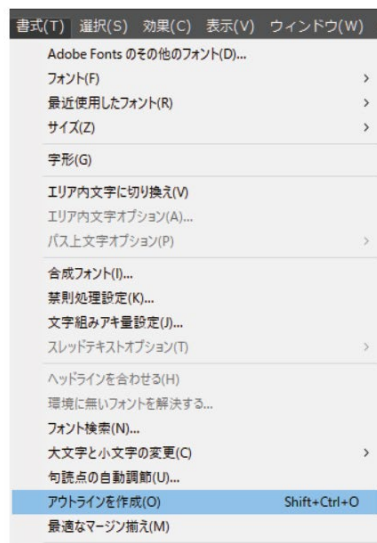 書式(T) 選択(S) 効果(C) 表示(V) ウィンドウ(W)
Adobe Fonts のその他のフォント(D)...
フォント(F) >
最近使用したフォント(R) >
サイズ(Z) >
字形(G)
エリア内文字に切り換え(V)
エリア内文字オプション(A)...
パス上文字オプション(P) >
合成フォント(I)...
禁則処理設定(K)...
文字組みアキ量設定(J)...
スレッドテキストオプション(T) >
ヘッドラインを合わせる(H)
環境に無いフォントを解決する...
フォント検索(N)...
大文字と小文字の変更(C) >
句読点の自動調節(U)...
アウトラインを作成(O) Shift+Ctrl+O
最適なマージン揃え(M)